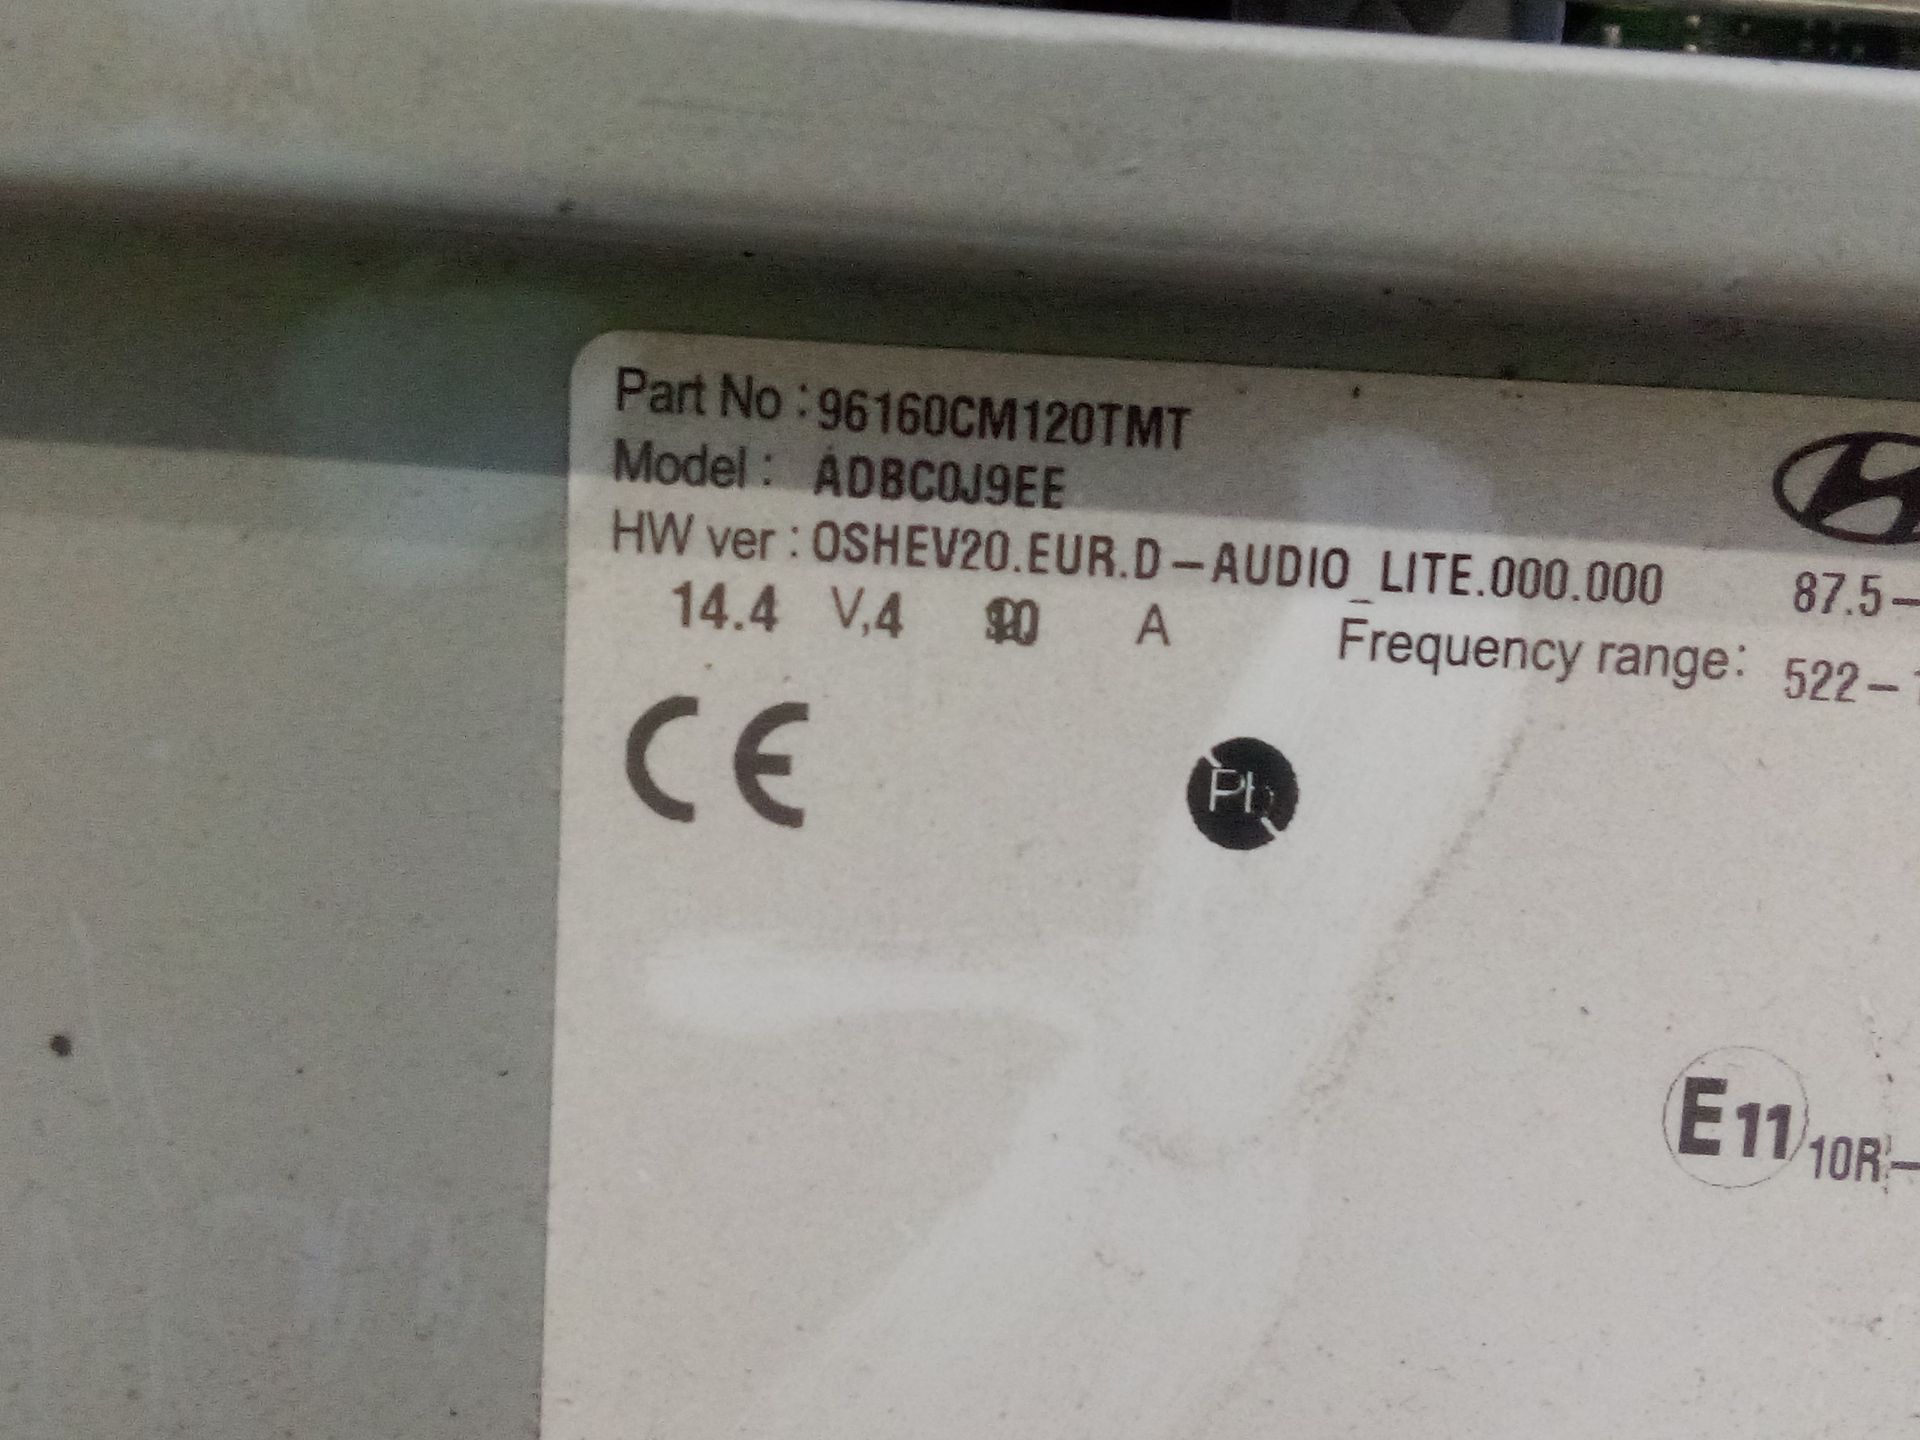 Part No : 96160CM120TMT
Model : ADBC0J9EE
HW ver : OSHEV20.EUR.D-AUDIO_LITE.000.000
14.4 V,4 A
87.5-
Frequency range: 522-
CE
Pb
E11 10R-